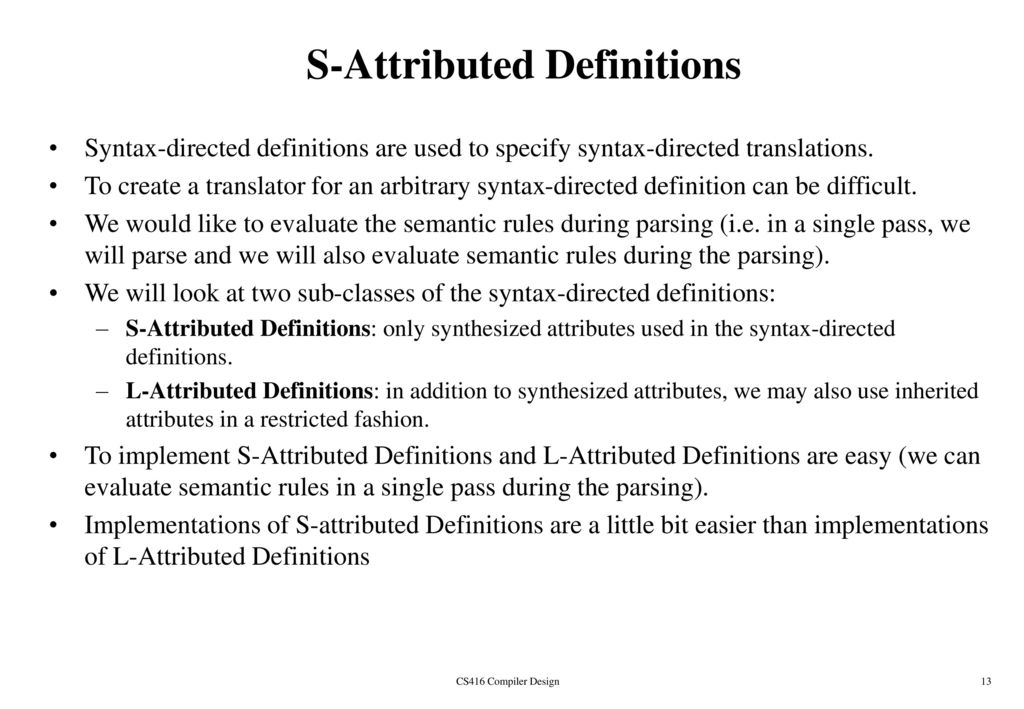 S-Attributed Definitions
• Syntax-directed definitions are used to specify syntax-directed translations.
• To create a translator for an arbitrary syntax-directed definition can be difficult.
• We would like to evaluate the semantic rules during parsing (i.e. in a single pass, we
will parse and we will also evaluate semantic rules during the parsing).
• We will look at two sub-classes of the syntax-directed definitions:
– S-Attributed Definitions: only synthesized attributes used in the syntax-directed
definitions.
– L-Attributed Definitions: in addition to synthesized attributes, we may also use inherited
attributes in a restricted fashion.
• To implement S-Attributed Definitions and L-Attributed Definitions are easy (we can
evaluate semantic rules in a single pass during the parsing).
• Implementations of S-attributed Definitions are a little bit easier than implementations
of L-Attributed Definitions
CS416 Compiler Design
13